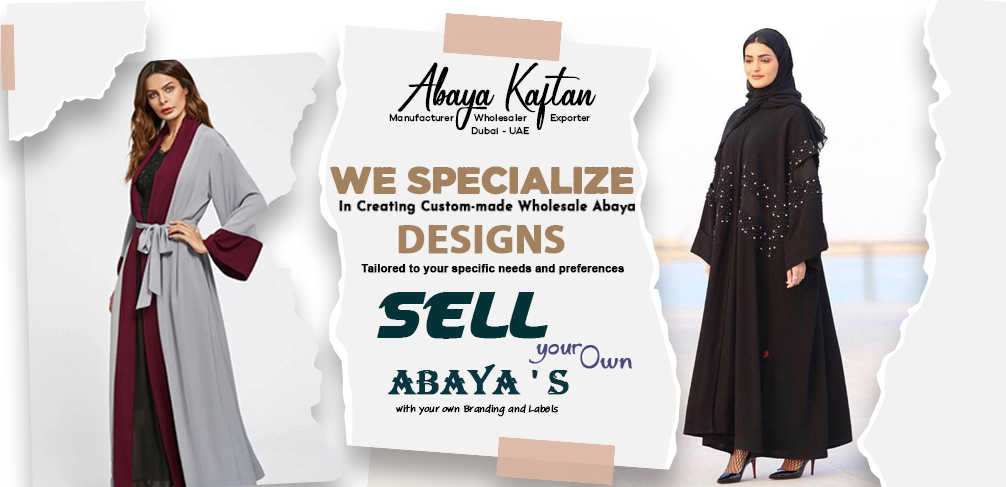 Abaya Kaftan
Manufacturer Wholesaler Exporter
Dubai - UAE
WE SPECIALIZE
In Creating Custom-made Wholesale Abaya
DESIGNS
Tailored to your specific needs and preferences
SELL
your Own
ABAYA'S
with your own Branding and Labels